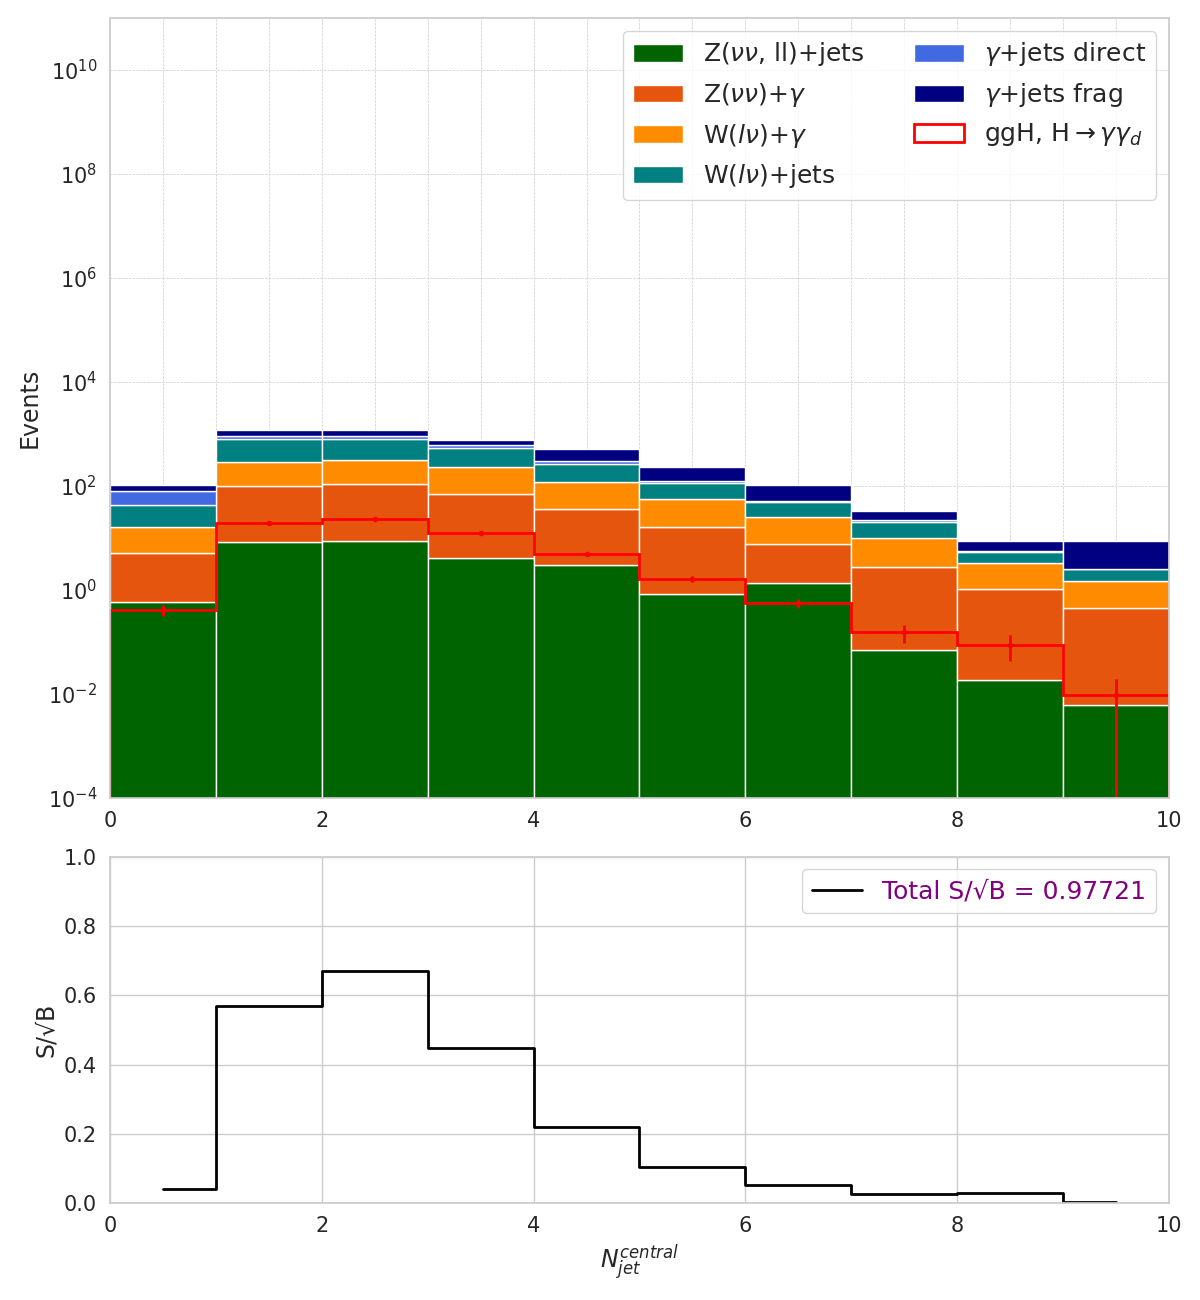 Z(νν, ll)+jets
Z(νν)+γ
W(lν)+γ
W(lν)+jets
γ+jets direct
γ+jets frag
ggH, H→γγ_d
Events
10^10
10^8
10^6
10^4
10^2
10^0
10^−2
10^−4
0 2 4 6 8 10
Total S/√B = 0.97721
S/√B
1.0
0.8
0.6
0.4
0.2
0.0
0 2 4 6 8 10
N_jet^central